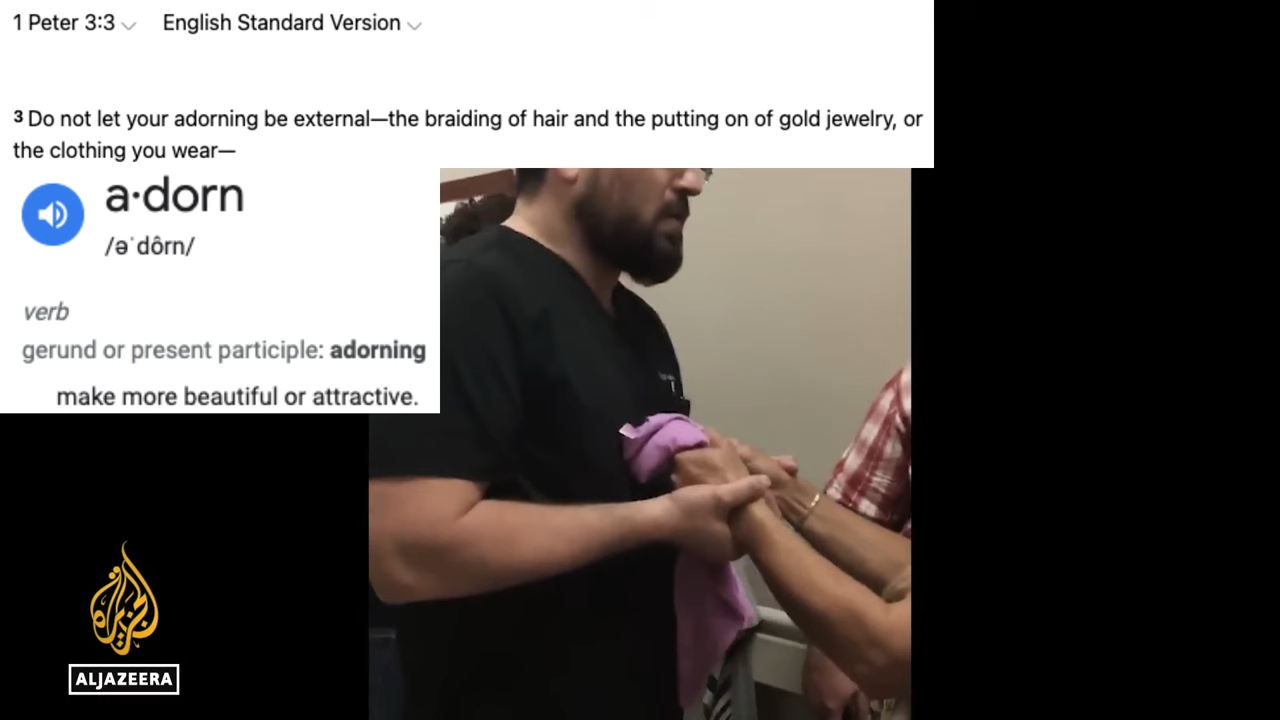 1 Peter 3:3 English Standard Version
3 Do not let your adorning be external—the braiding of hair and the putting on of gold jewelry, or
the clothing you wear—
a·dorn
/əˈdôrn/
verb
gerund or present participle: adorning
make more beautiful or attractive.
الجزيرة
ALJAZEERA